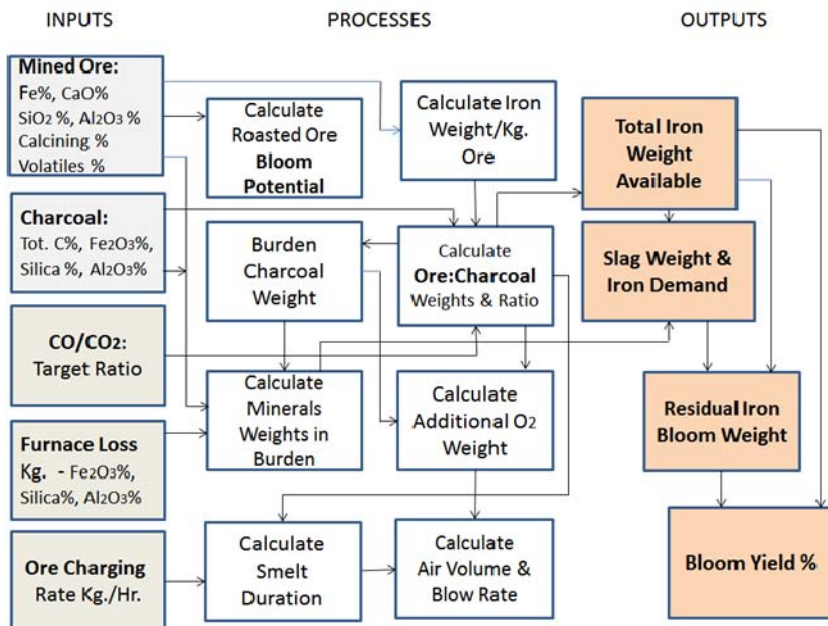 INPUTS
PROCESSES
OUTPUTS
Mined Ore:
Fe%, CaO%
SiO2 %, Al2O3 %
Calcining %
Volatiles %
Calculate
Roasted Ore
Bloom
Potential
Calculate Iron
Weight/Kg.
Ore
Total Iron
Weight
Available
Charcoal:
Tot. C%, Fe2O3%,
Silica %, Al2O3%
Burden
Charcoal
Weight
Calculate
Ore:Charcoal
Weights & Ratio
Slag Weight &
Iron Demand
CO/CO2:
Target Ratio
Calculate
Minerals
Weights in
Burden
Calculate
Additional O2
Weight
Residual Iron
Bloom Weight
Furnace Loss
Kg. - Fe2O3%,
Silica%, Al2O3%
Ore Charging
Rate Kg./Hr.
Calculate
Smelt
Duration
Calculate
Air Volume &
Blow Rate
Bloom Yield %